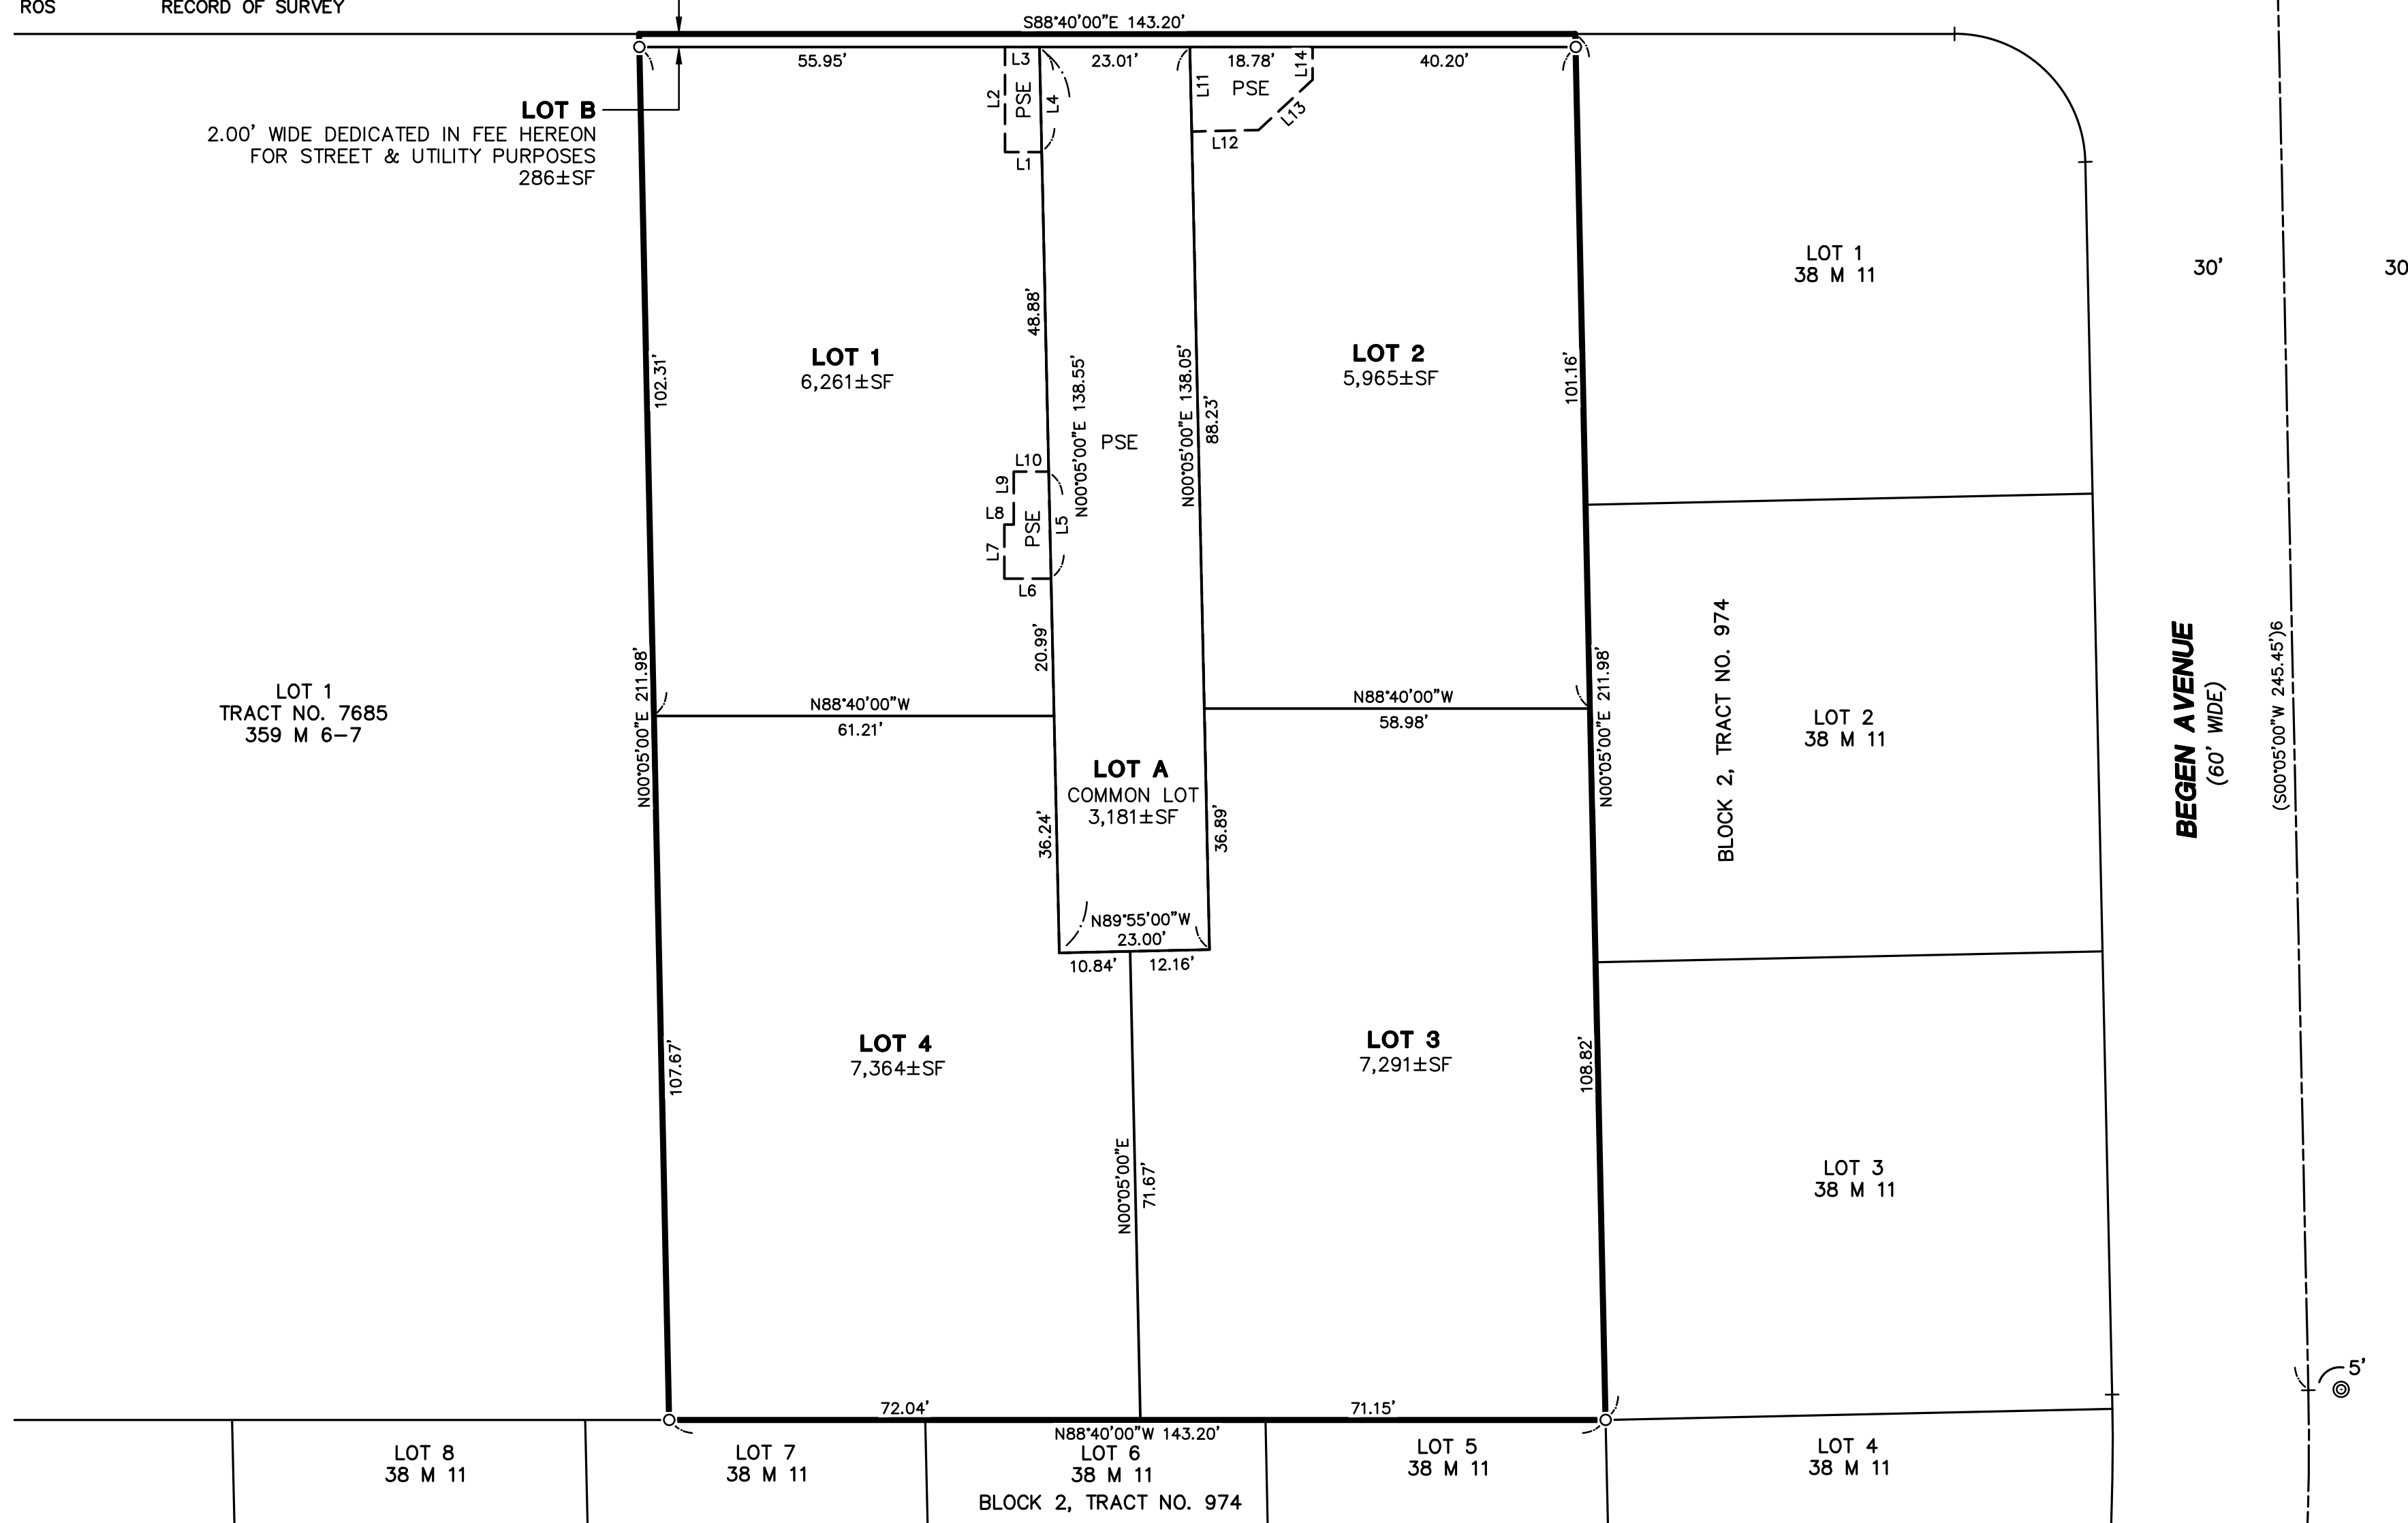 ROS RECORD OF SURVEY
S88°40'00"E 143.20'
55.95'
L3
23.01'
18.78'
L14
40.20'
L2
PSE
L4
L11
PSE
L13
L12
L1
LOT B
2.00' WIDE DEDICATED IN FEE HEREON
FOR STREET & UTILITY PURPOSES
286±SF
LOT 1
38 M 11
30'
30
48.88'
LOT 1
6,261±SF
102.31'
N00°05'00"E 138.55'
PSE
N00°05'00"E 138.05'
88.23'
LOT 2
5,965±SF
101.16'
L10
L9
L8
PSE
L5
L7
L6
20.99'
N00°05'00"E 211.98'
N88°40'00"W
61.21'
N88°40'00"W
58.98'
N00°05'00"E 211.98'
LOT 1
TRACT NO. 7685
359 M 6-7
BLOCK 2, TRACT NO. 974
LOT 2
38 M 11
BEGEN AVENUE
(60' WIDE)
(S00°05'00"W 245.45')6
LOT A
COMMON LOT
3,181±SF
36.24'
36.89'
N89°55'00"W
23.00'
10.84'
12.16'
LOT 4
7,364±SF
107.67'
LOT 3
7,291±SF
108.82'
N00°05'00"E
71.67'
LOT 3
38 M 11
5'
72.04'
71.15'
N88°40'00"W 143.20'
LOT 8
38 M 11
LOT 7
38 M 11
LOT 6
38 M 11
LOT 5
38 M 11
LOT 4
38 M 11
BLOCK 2, TRACT NO. 974